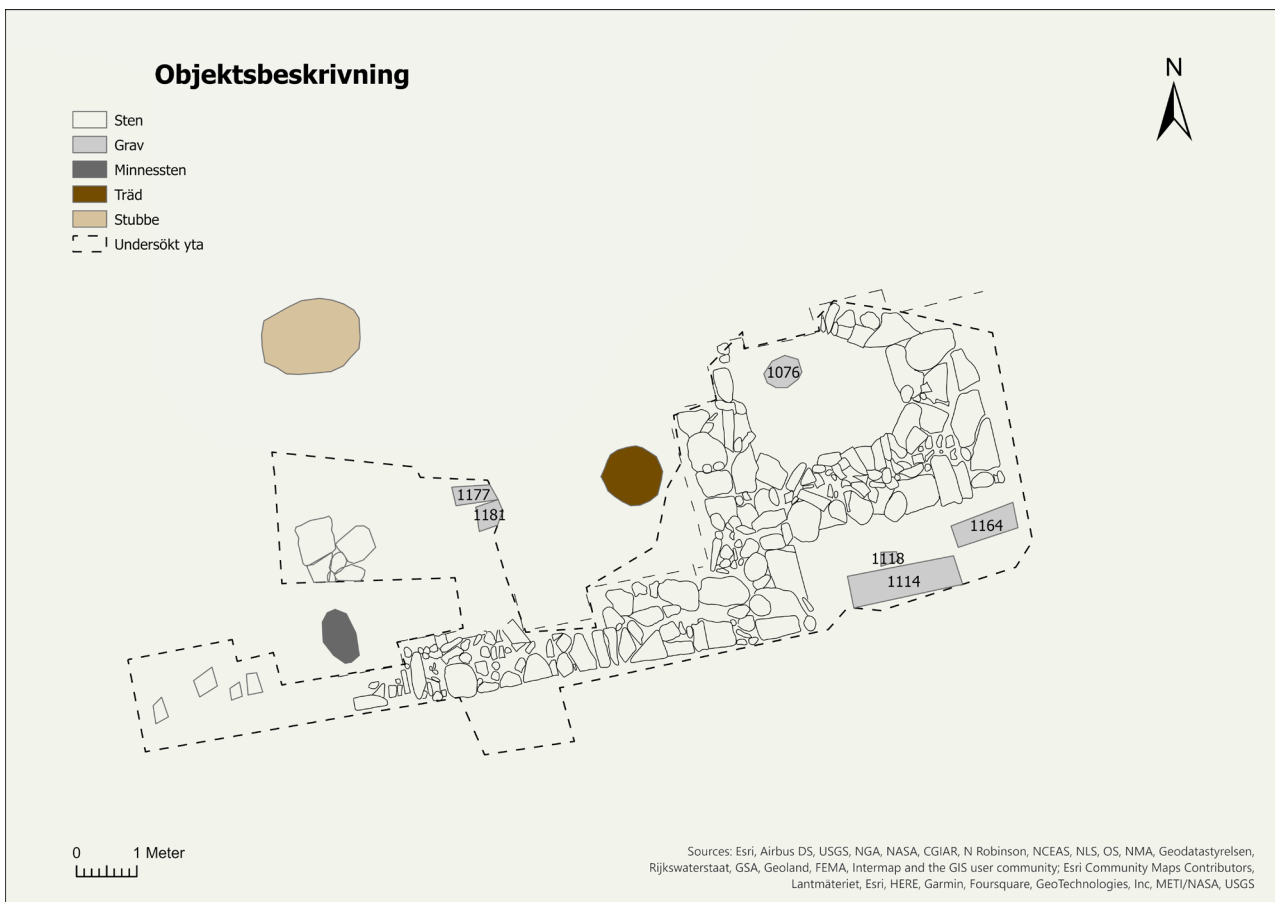 Objektsbeskrivning
N
Sten
Grav
Minnessten
Träd
Stubbe
Undersökt yta
1076
1177
1181
1164
1118
1114
0 1 Meter
Sources: Esri, Airbus DS, USGS, NGA, NASA, CGIAR, N Robinson, NCEAS, NLS, OS, NMA, Geodatastyrelsen,
Rijkswaterstaat, GSA, Geoland, FEMA, Intermap and the GIS user community; Esri Community Maps Contributors,
Lantmäteriet, Esri, HERE, Garmin, Foursquare, GeoTechnologies, Inc, METI/NASA, USGS